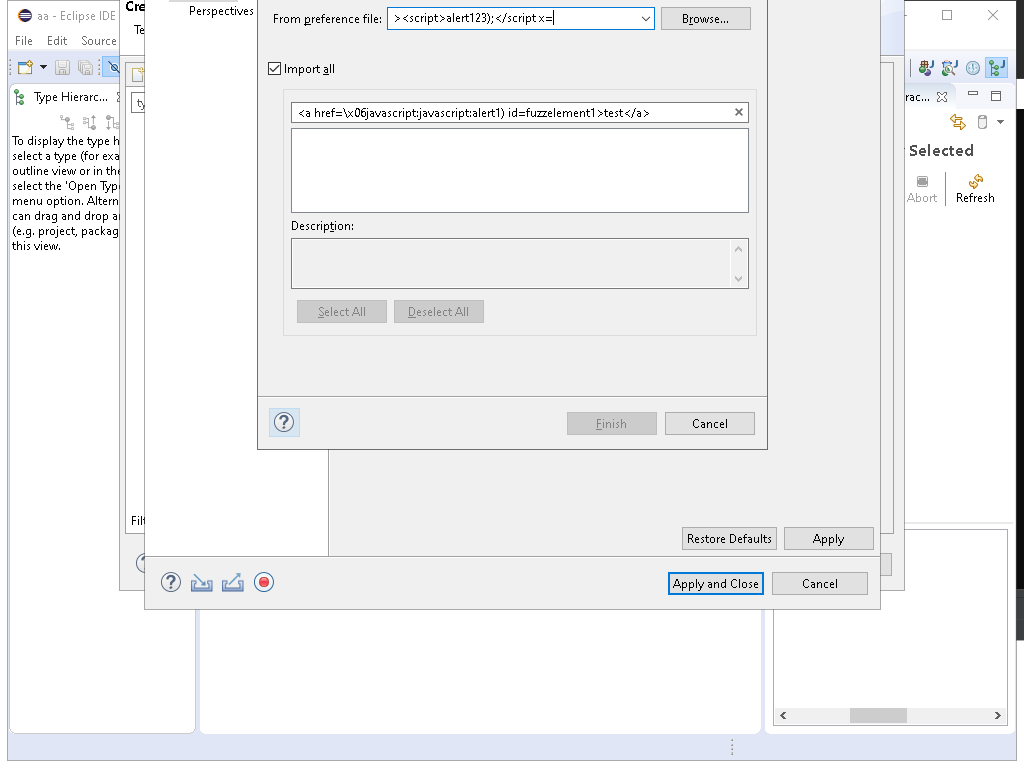 aa - Eclipse IDE
File Edit Source
Type Hierarc...
To display the type h
select a type (for exa
outline view or in the
select the 'Open Typ
menu option. Altern
can drag and drop a
(e.g. project, packag
this view.
Cre
Te
ty
Filt
Perspectives
From preference file:
><script>alert123);</script x=
Browse...
Import all
<a href=\x06javascript:javascript:alert1) id=fuzzelement1>test</a>
Description:
Select All
Deselect All
Finish
Cancel
Restore Defaults
Apply
Apply and Close
Cancel
rac...
Selected
Abort
Refresh